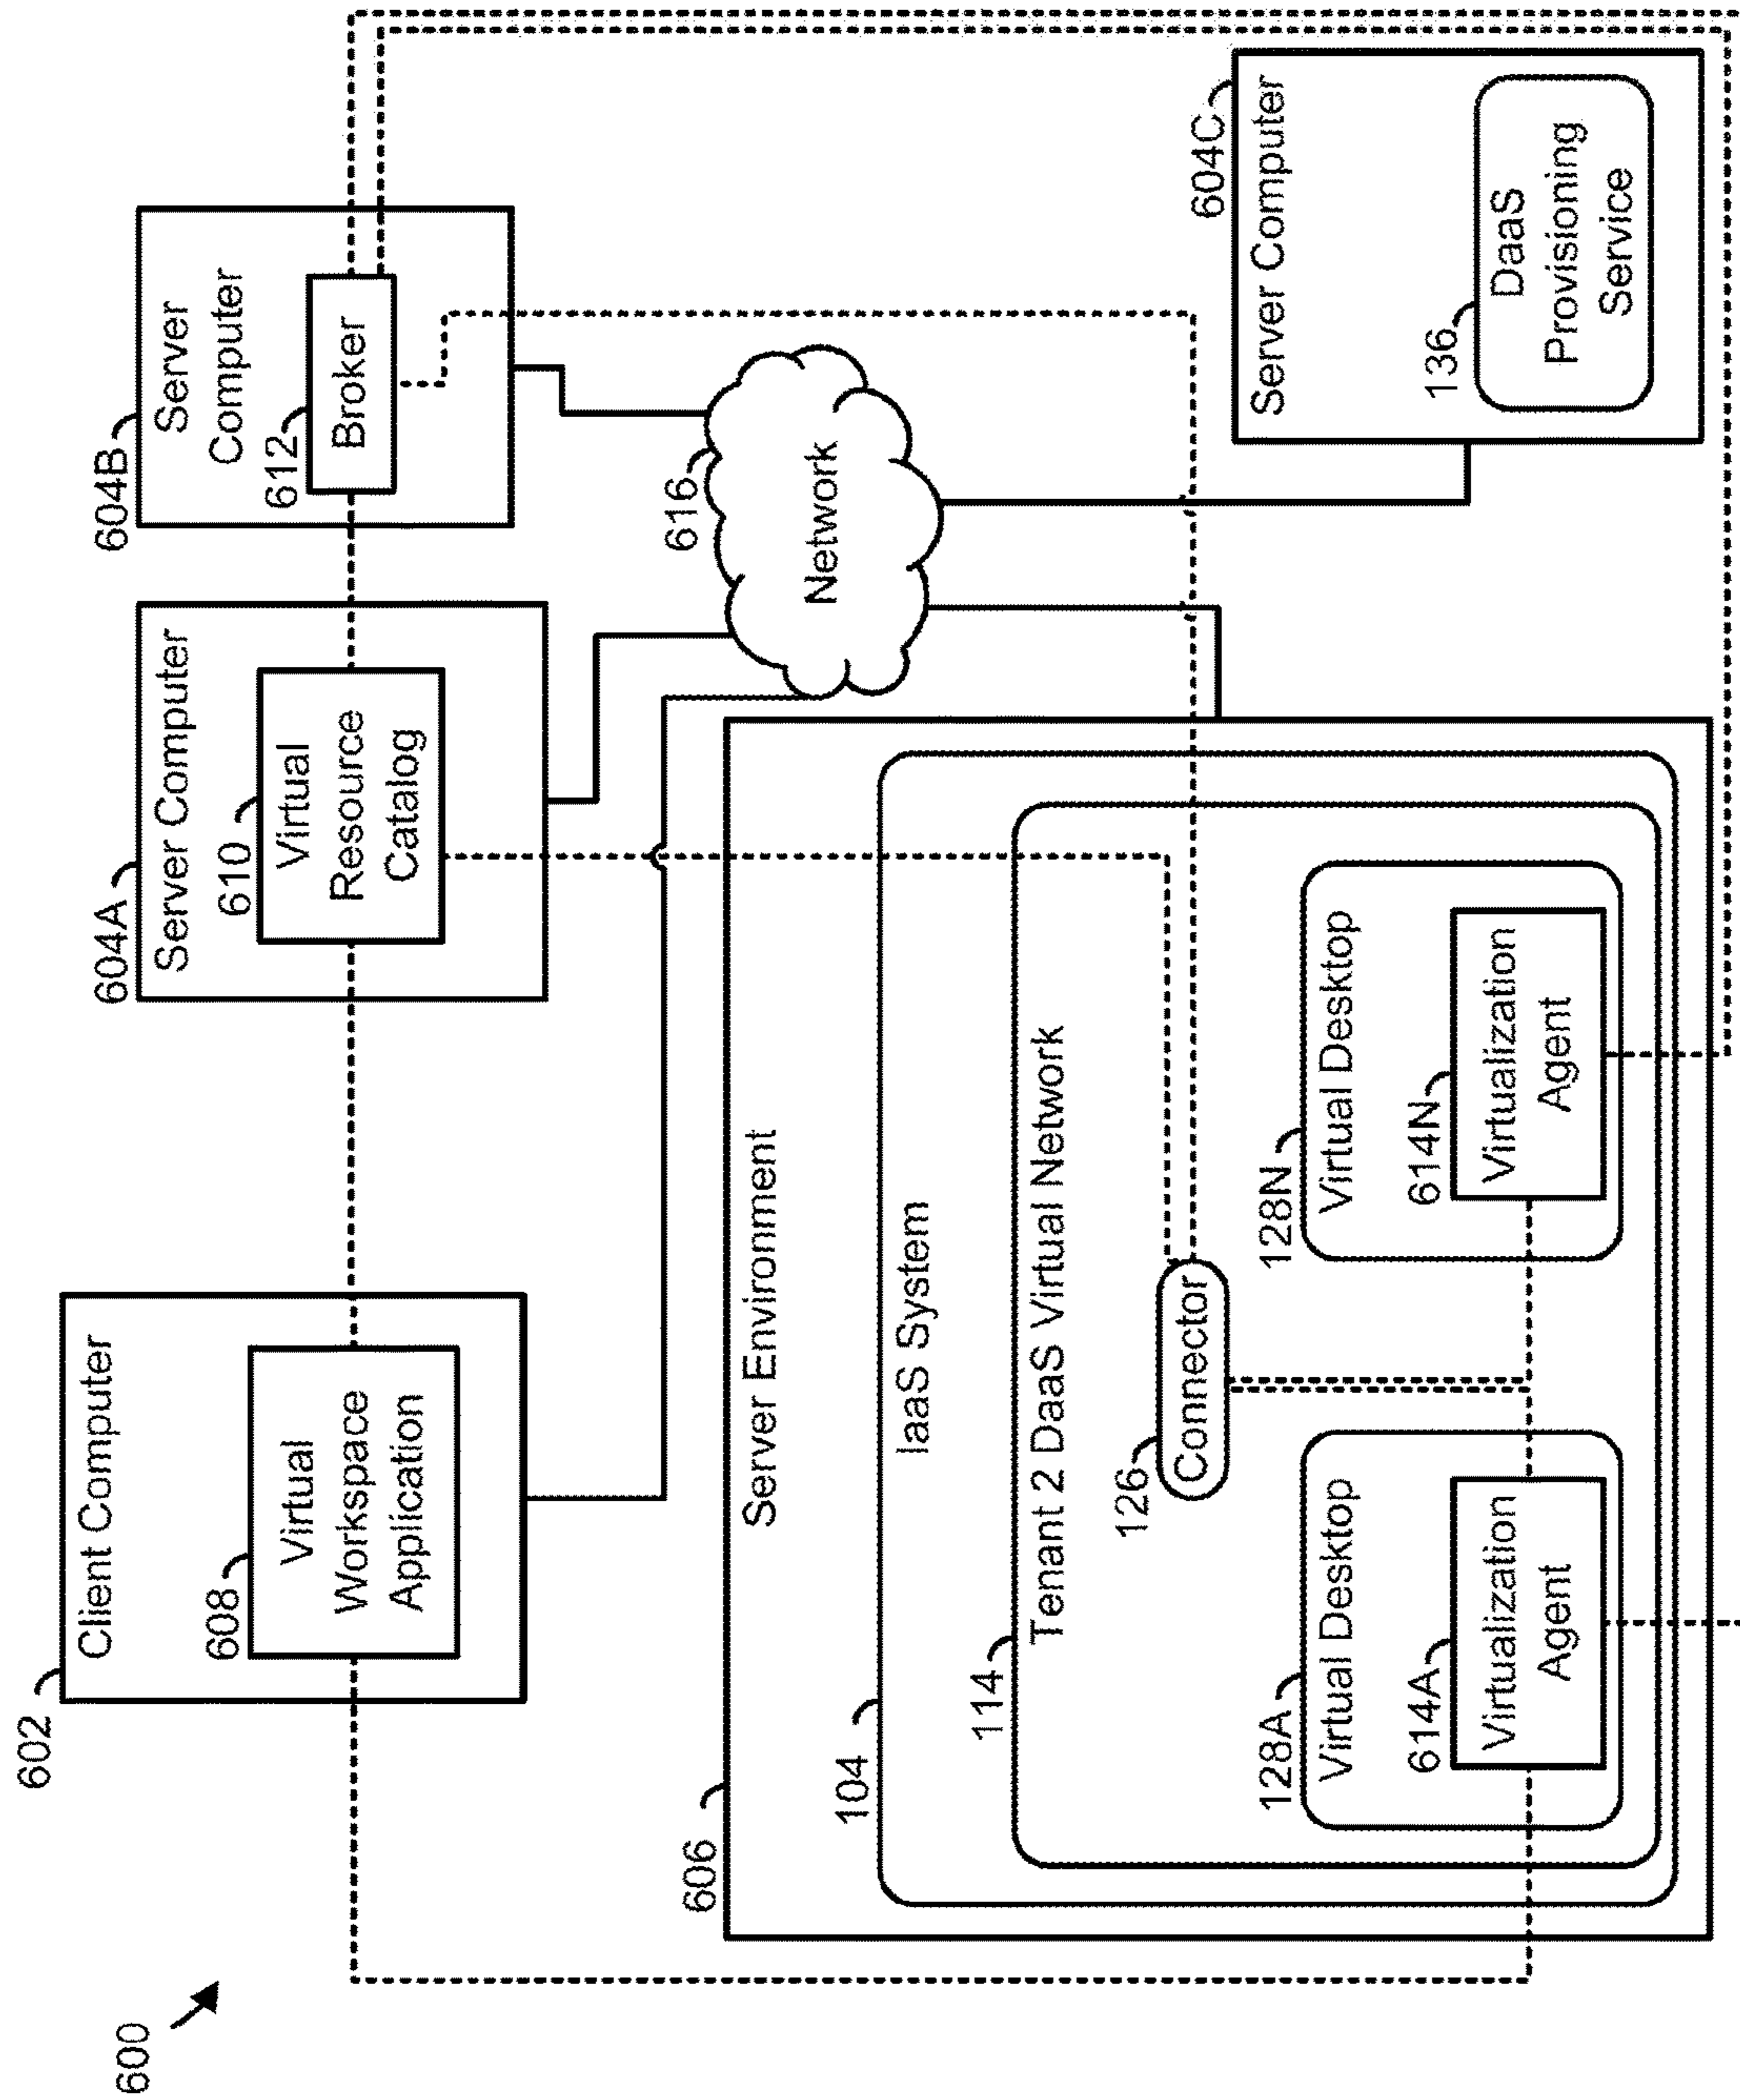 600
602
Client Computer
608
Virtual
Workspace
Application
604A
Server Computer
610
Virtual
Resource
Catalog
604B
Server
Computer
612
Broker
616
Network
606
Server Environment
104
IaaS System
114
Tenant 2 DaaS Virtual Network
126
Connector
128A
Virtual Desktop
614A
Virtualization
Agent
128N
Virtual Desktop
614N
Virtualization
Agent
604C
Server Computer
136
DaaS
Provisioning
Service